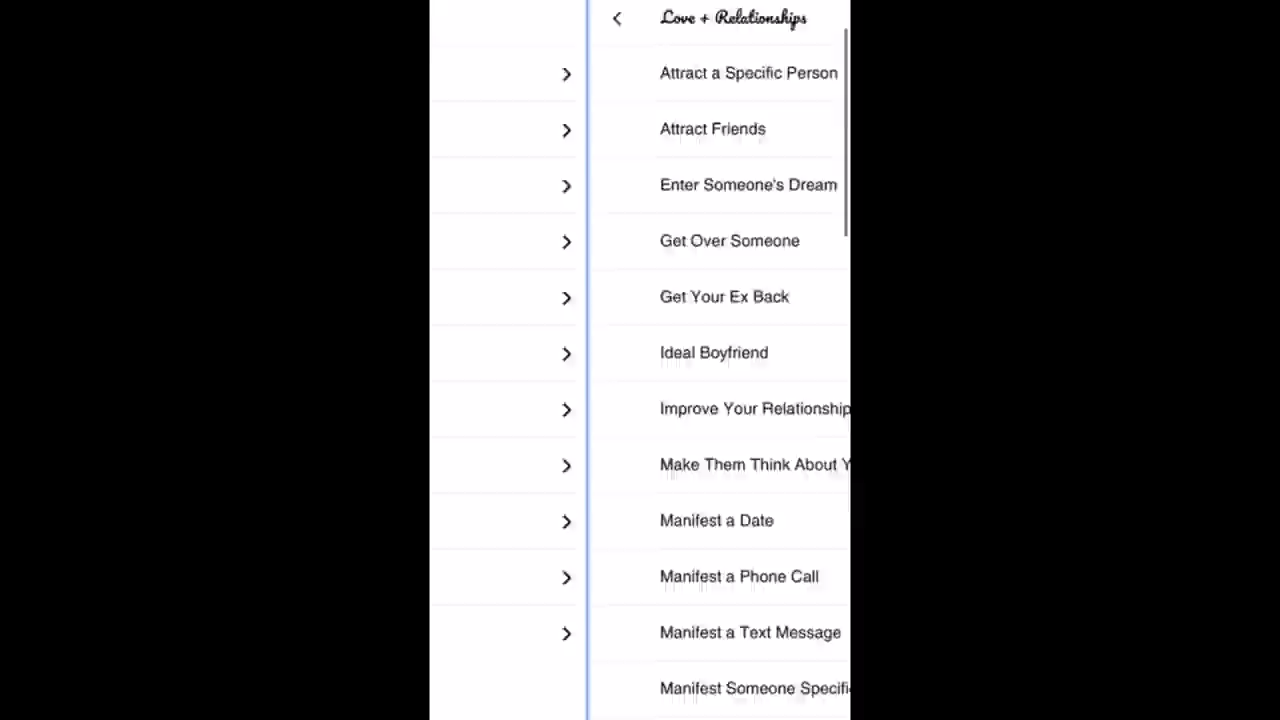 Love + Relationships
Attract a Specific Person
Attract Friends
Enter Someone's Dream
Get Over Someone
Get Your Ex Back
Ideal Boyfriend
Improve Your Relationship
Make Them Think About
Manifest a Date
Manifest a Phone Call
Manifest a Text Message
Manifest Someone